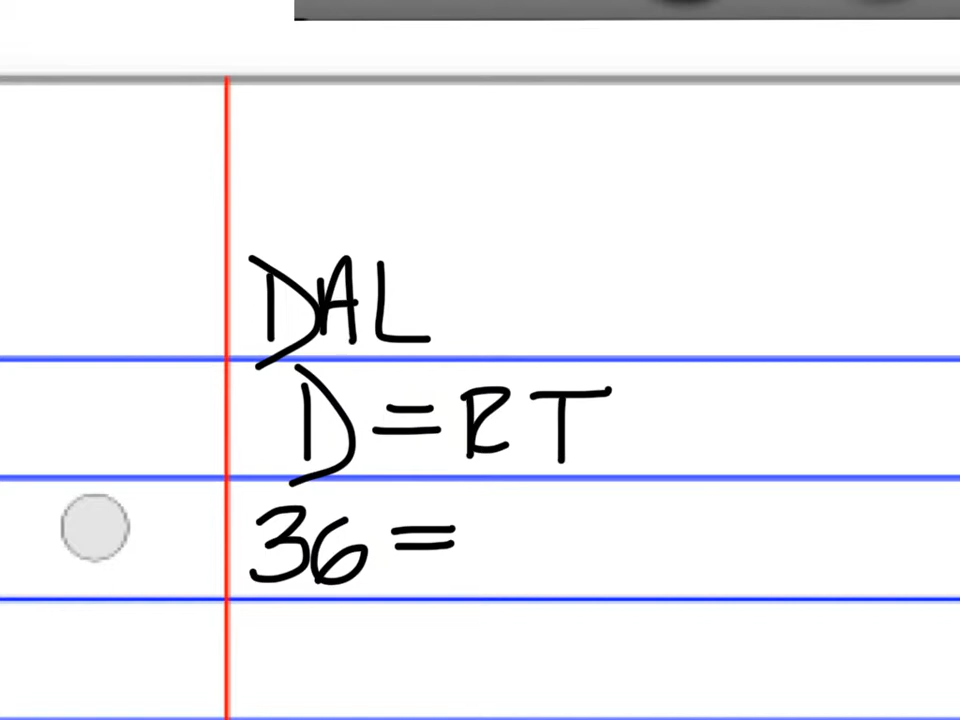 DAL
D = RT
36 =